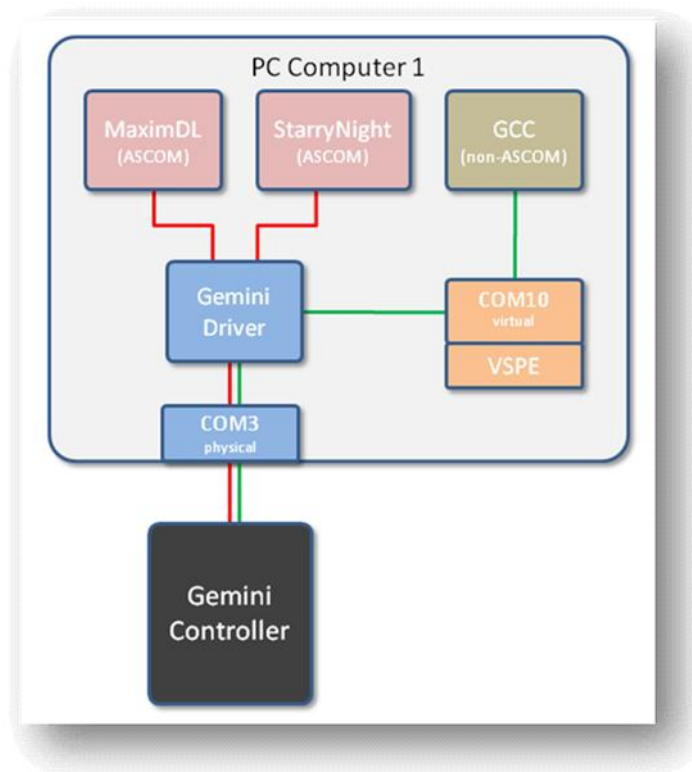 PC Computer 1
MaximDL
(ASCOM)
StarryNight
(ASCOM)
GCC
(non-ASCOM)
Gemini
Driver
COM10
virtual
VSPE
COM3
physical
Gemini
Controller